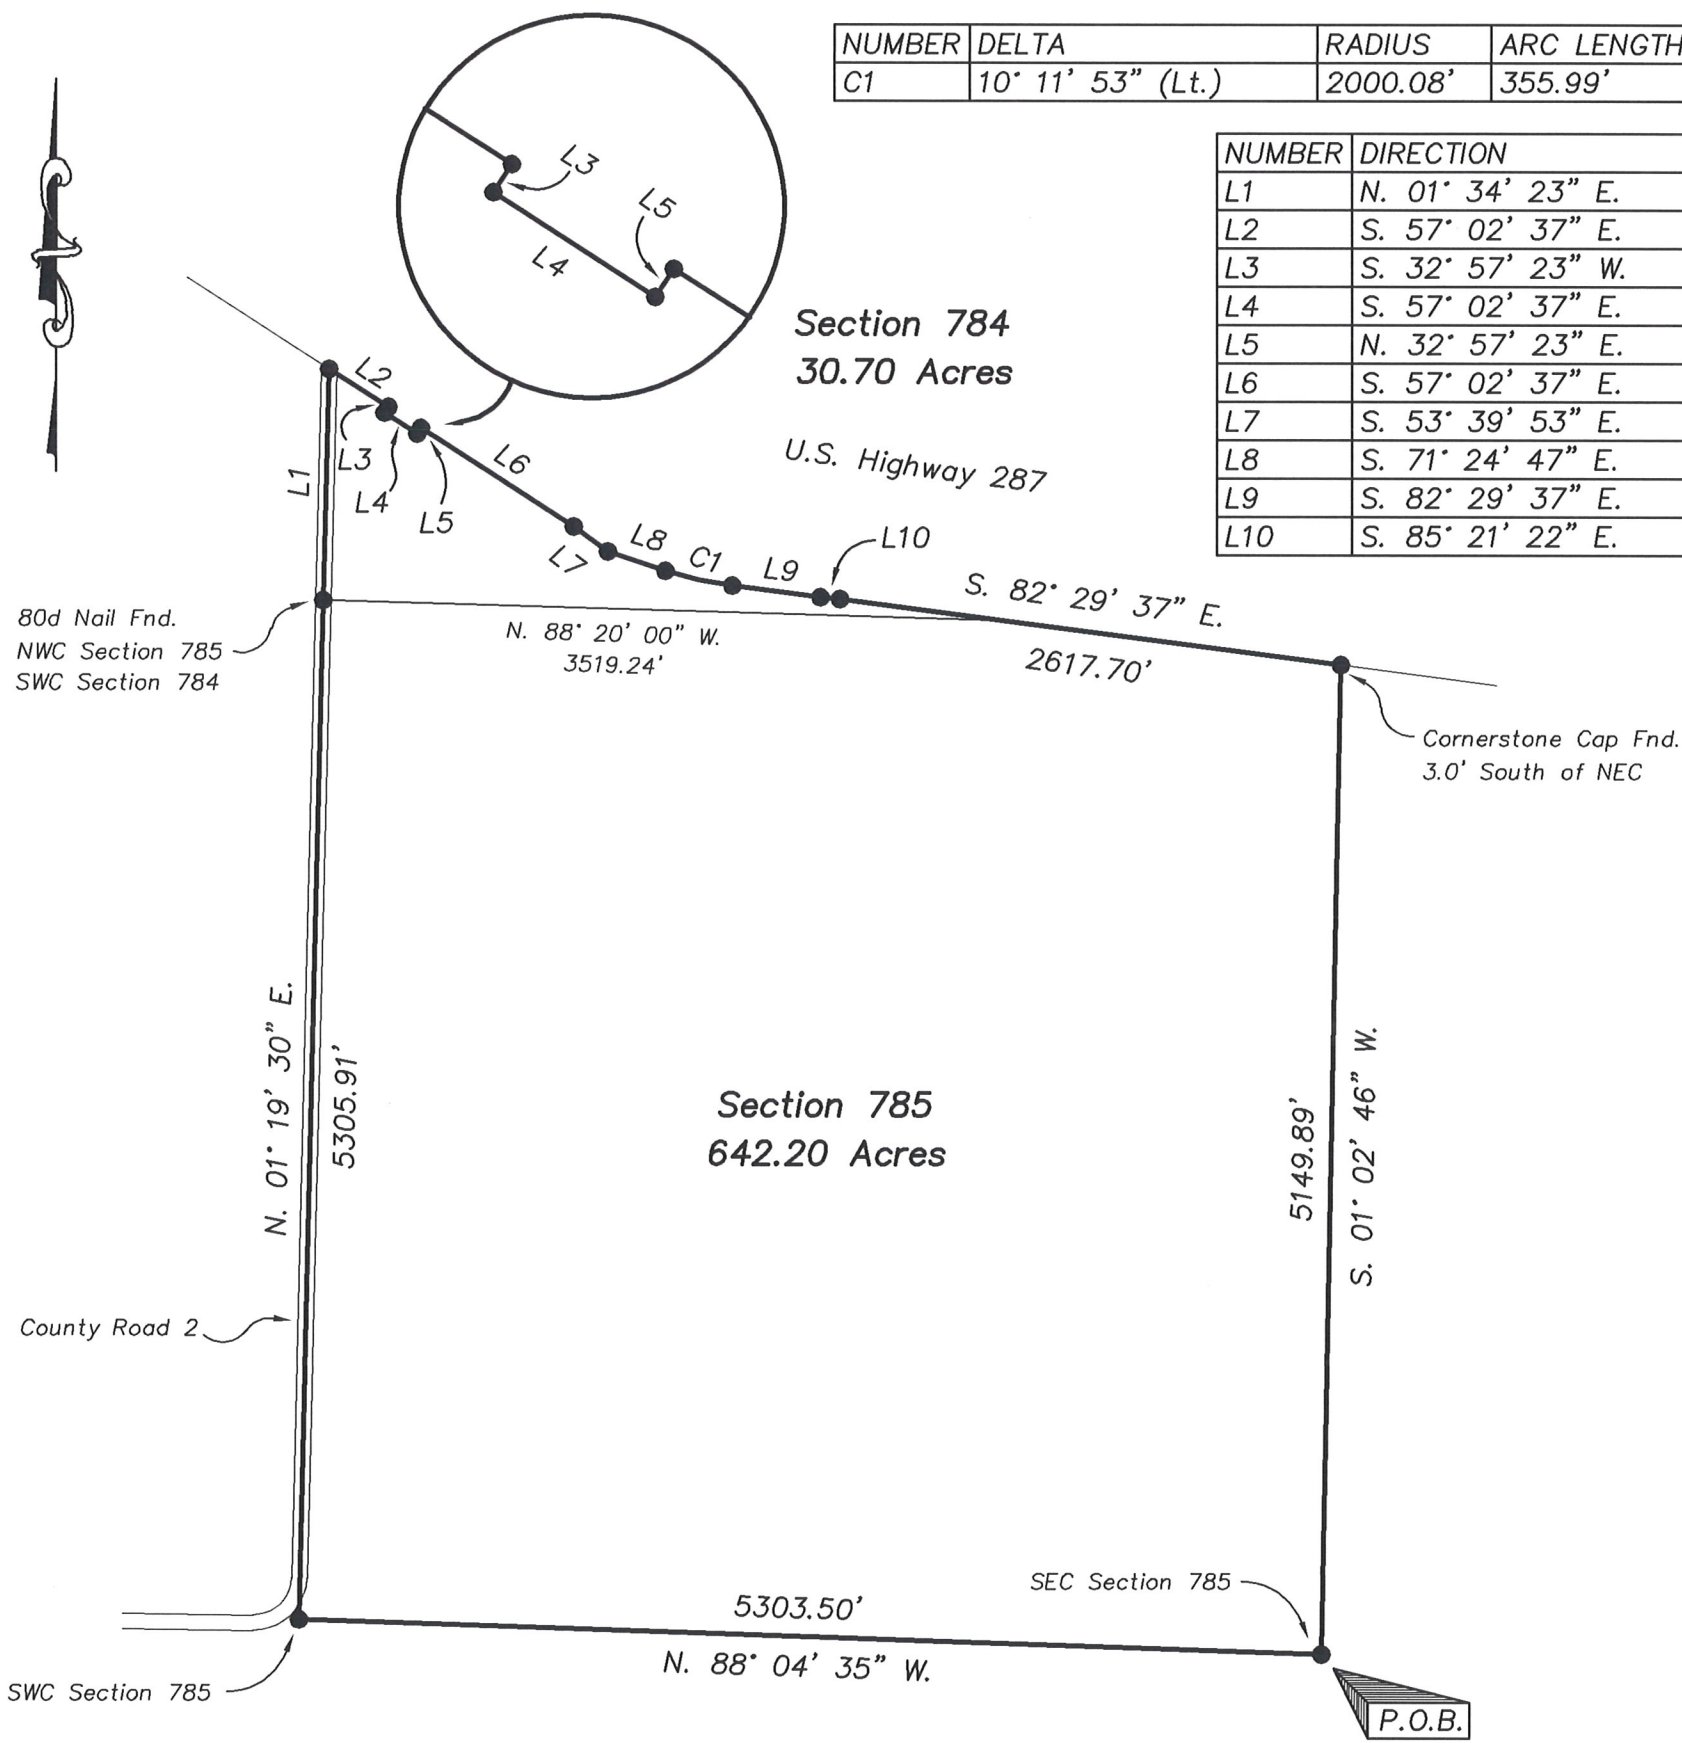 NUMBER DELTA RADIUS ARC LENGTH
C1 10° 11' 53" (Lt.) 2000.08' 355.99'
NUMBER DIRECTION
L1 N. 01° 34' 23" E.
L2 S. 57° 02' 37" E.
L3 S. 32° 57' 23" W.
L4 S. 57° 02' 37" E.
L5 N. 32° 57' 23" E.
L6 S. 57° 02' 37" E.
L7 S. 53° 39' 53" E.
L8 S. 71° 24' 47" E.
L9 S. 82° 29' 37" E.
L10 S. 85° 21' 22" E.
L3
L5
L4
Section 784
30.70 Acres
U.S. Highway 287
L1
L2
L3
L4
L5
L6
L7
L8
C1
L9
L10
S. 82° 29' 37" E.
2617.70'
N. 88° 20' 00" W.
3519.24'
80d Nail Fnd.
NWC Section 785
SWC Section 784
Cornerstone Cap Fnd.
3.0' South of NEC
N. 01° 19' 30" E.
5305.91'
Section 785
642.20 Acres
5149.89'
S. 01° 02' 46" W.
County Road 2
SEC Section 785
5303.50'
N. 88° 04' 35" W.
SWC Section 785
P.O.B.